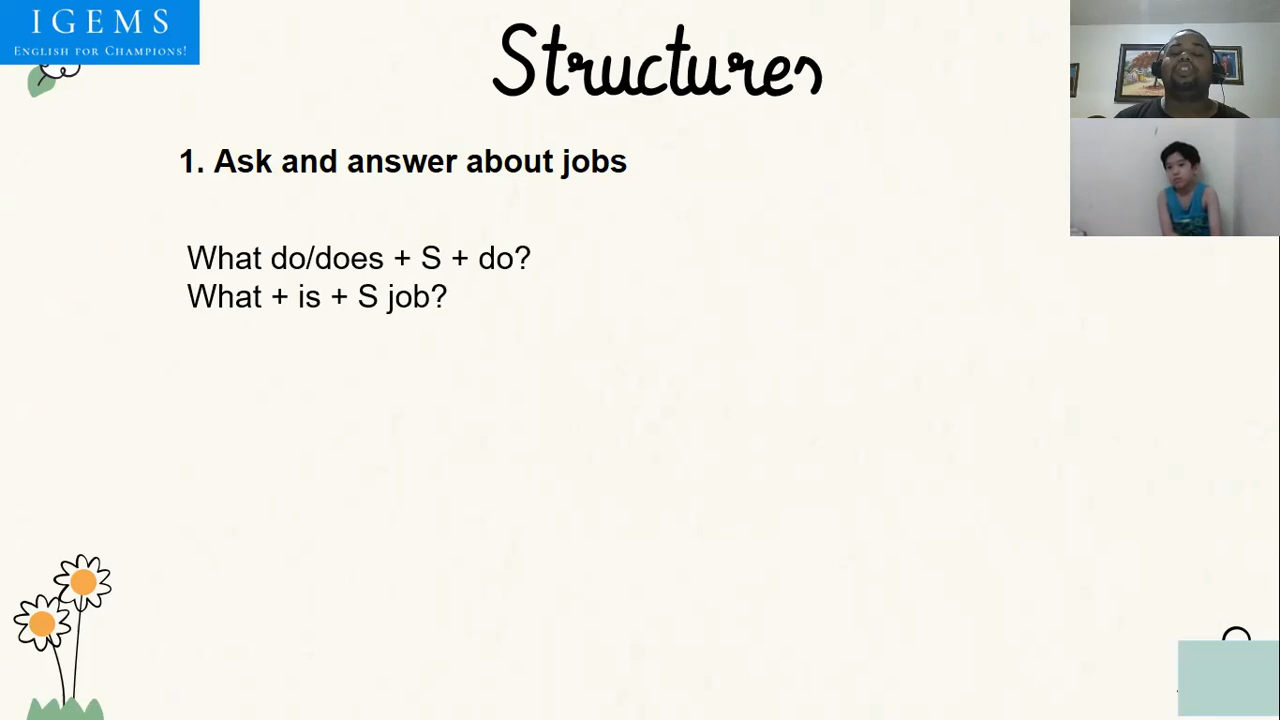 IGEMS
ENGLISH FOR CHAMPIONS!
Structures
1. Ask and answer about jobs
What do/does + S + do?
What + is + S job?